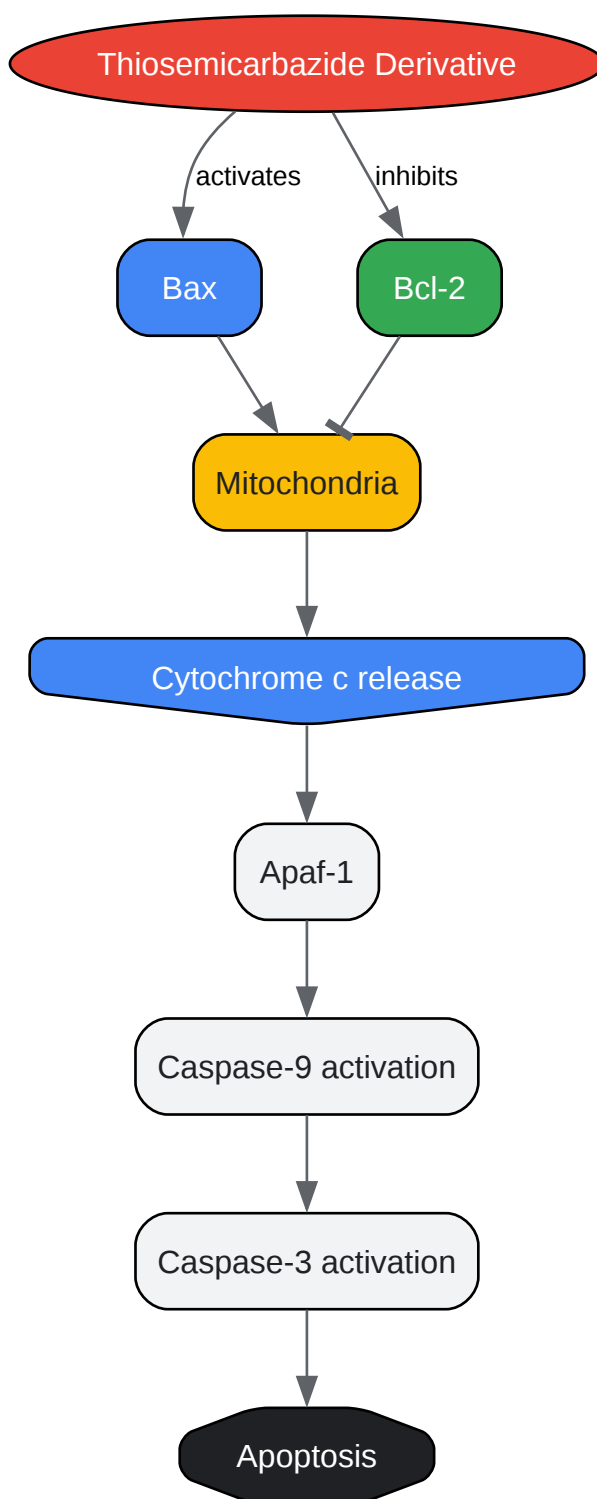 Thiosemicarbazide Derivative
activates
inhibits
Bax
Bcl-2
Mitochondria
Cytochrome c release
Apaf-1
Caspase-9 activation
Caspase-3 activation
Apoptosis